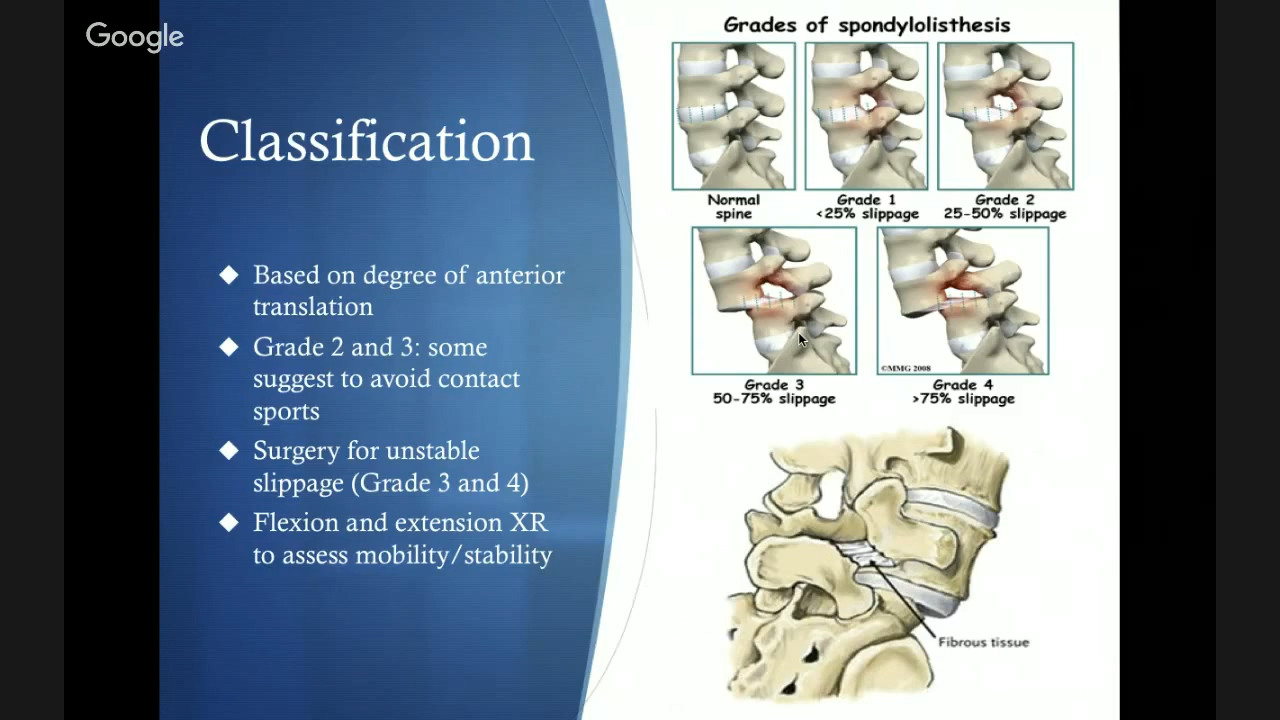 Google
Classification
Based on degree of anterior
translation
Grade 2 and 3: some
suggest to avoid contact
sports
Surgery for unstable
slippage (Grade 3 and 4)
Flexion and extension XR
to assess mobility/stability
Grades of spondylolisthesis
Normal
spine
Grade 1
<25% slippage
Grade 2
25-50% slippage
Grade 3
50-75% slippage
©MMG 2008
Grade 4
>75% slippage
Fibrous tissue